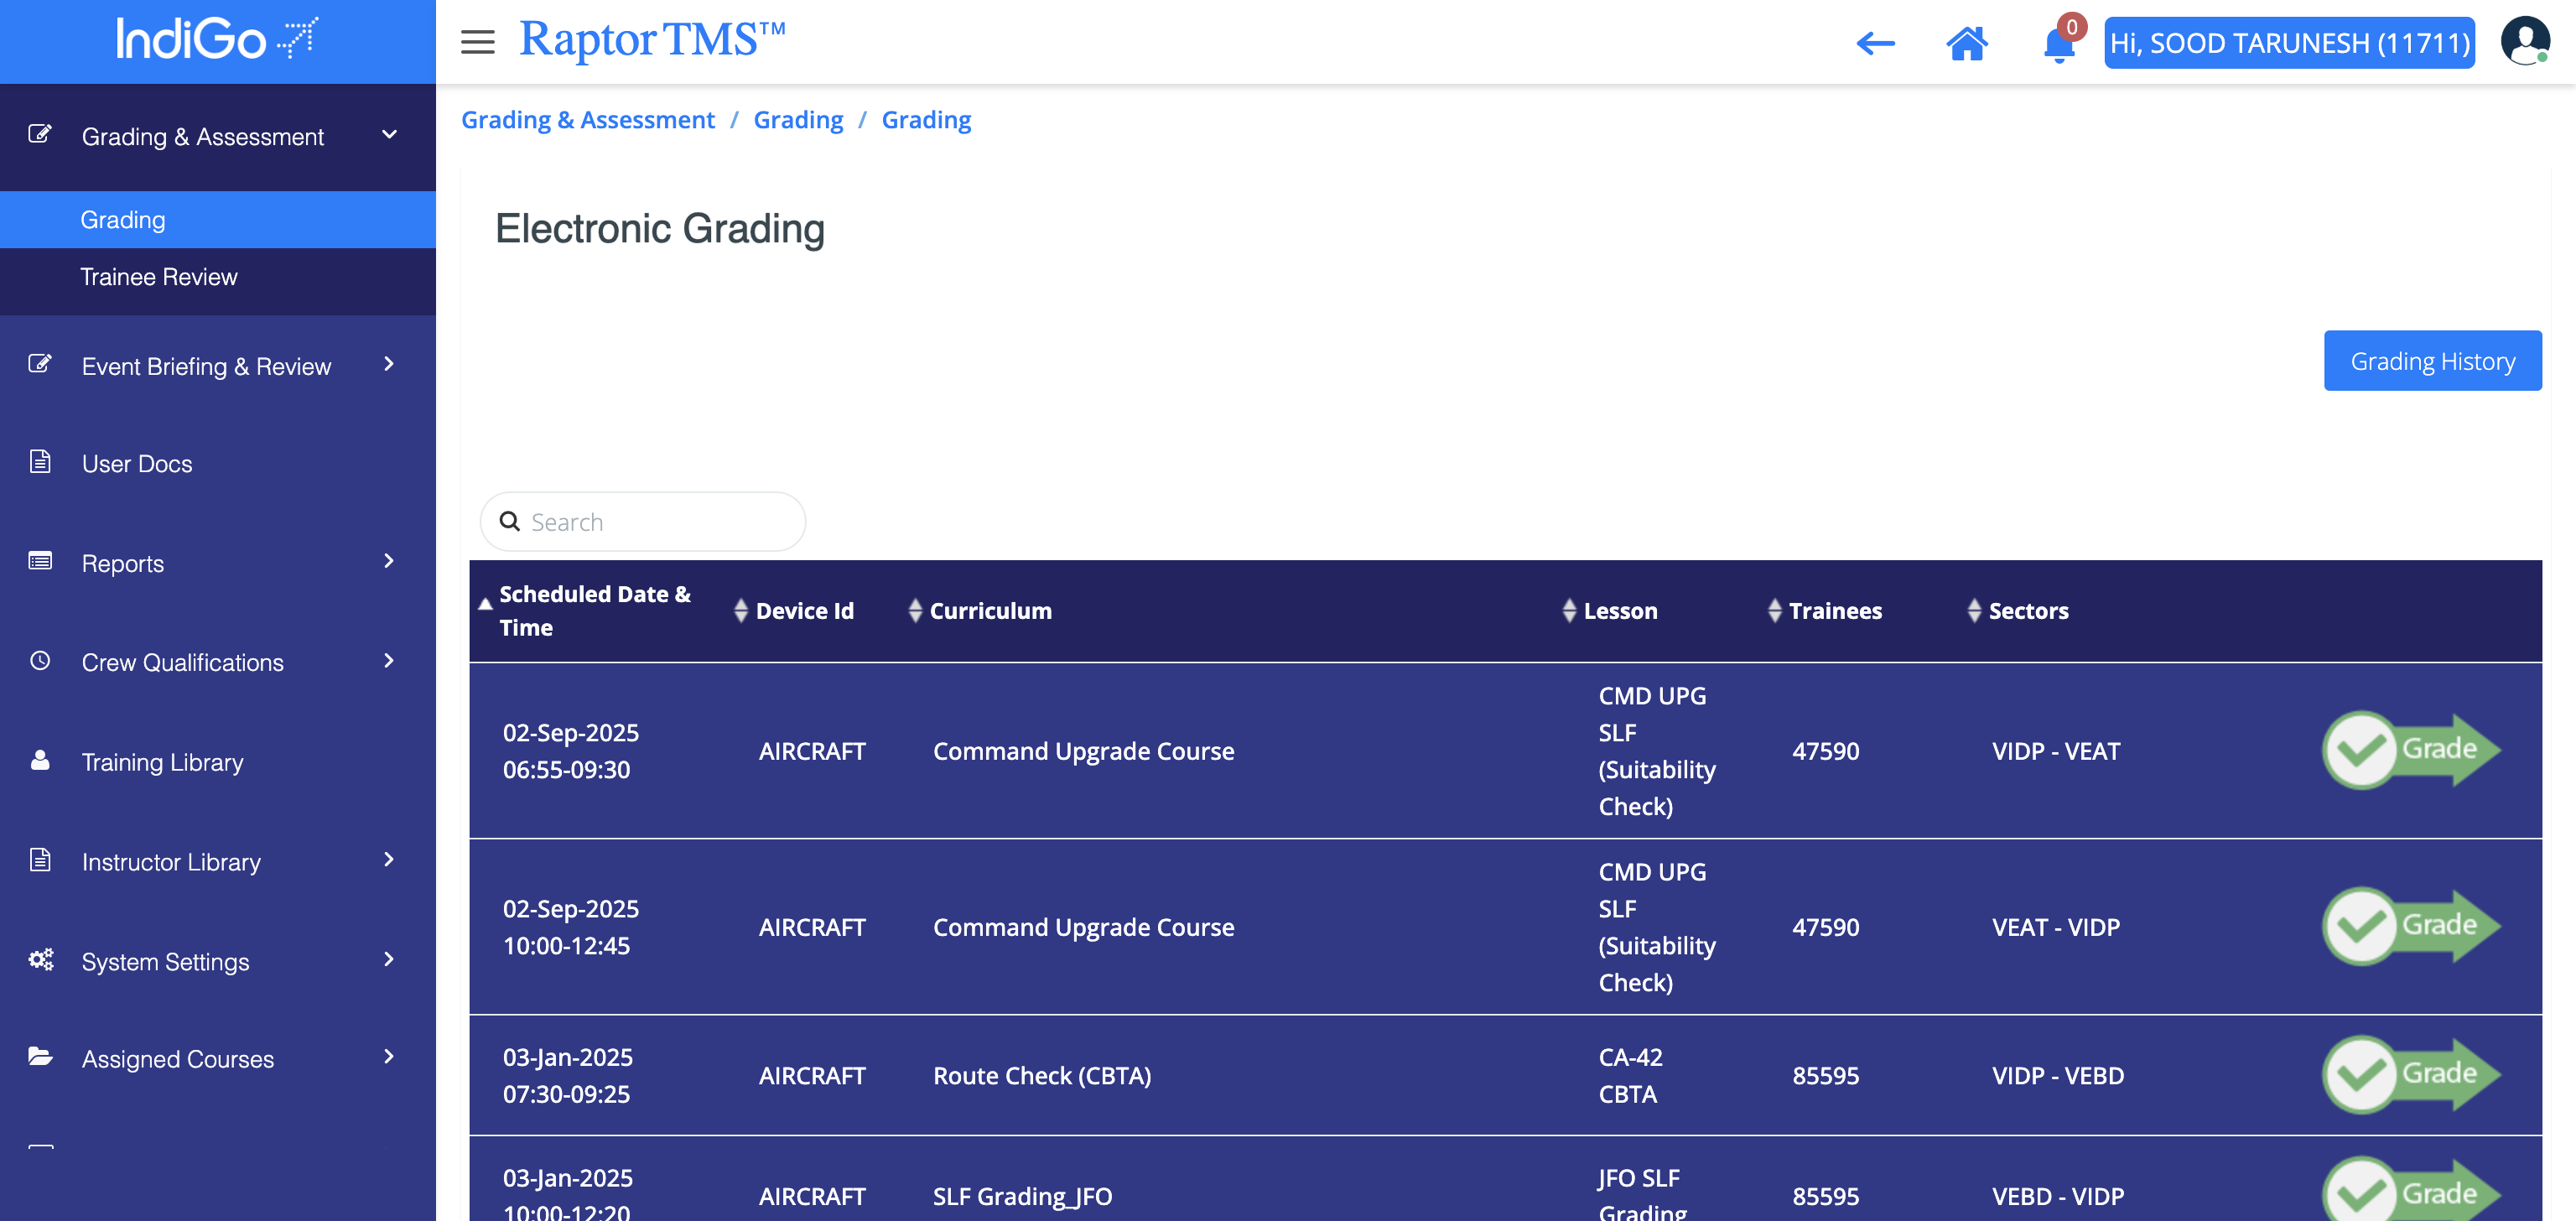 IndiGo
Raptor TMS™
0
Hi, SOOD TARUNESH (11711)
Grading & Assessment
Grading
Trainee Review
Event Briefing & Review
User Docs
Reports
Crew Qualifications
Training Library
Instructor Library
System Settings
Assigned Courses
Grading & Assessment / Grading / Grading
Electronic Grading
Grading History
Search
Scheduled Date &
Time
Device Id
Curriculum
Lesson
Trainees
Sectors
02-Sep-2025
06:55-09:30
AIRCRAFT
Command Upgrade Course
CMD UPG
SLF
(Suitability
Check)
47590
VIDP - VEAT
Grade
02-Sep-2025
10:00-12:45
AIRCRAFT
Command Upgrade Course
CMD UPG
SLF
(Suitability
Check)
47590
VEAT - VIDP
Grade
03-Jan-2025
07:30-09:25
AIRCRAFT
Route Check (CBTA)
CA-42
CBTA
85595
VIDP - VEBD
Grade
03-Jan-2025
10:00-12:20
AIRCRAFT
SLF Grading_JFO
JFO SLF
Grading
85595
VEBD - VIDP
Grade